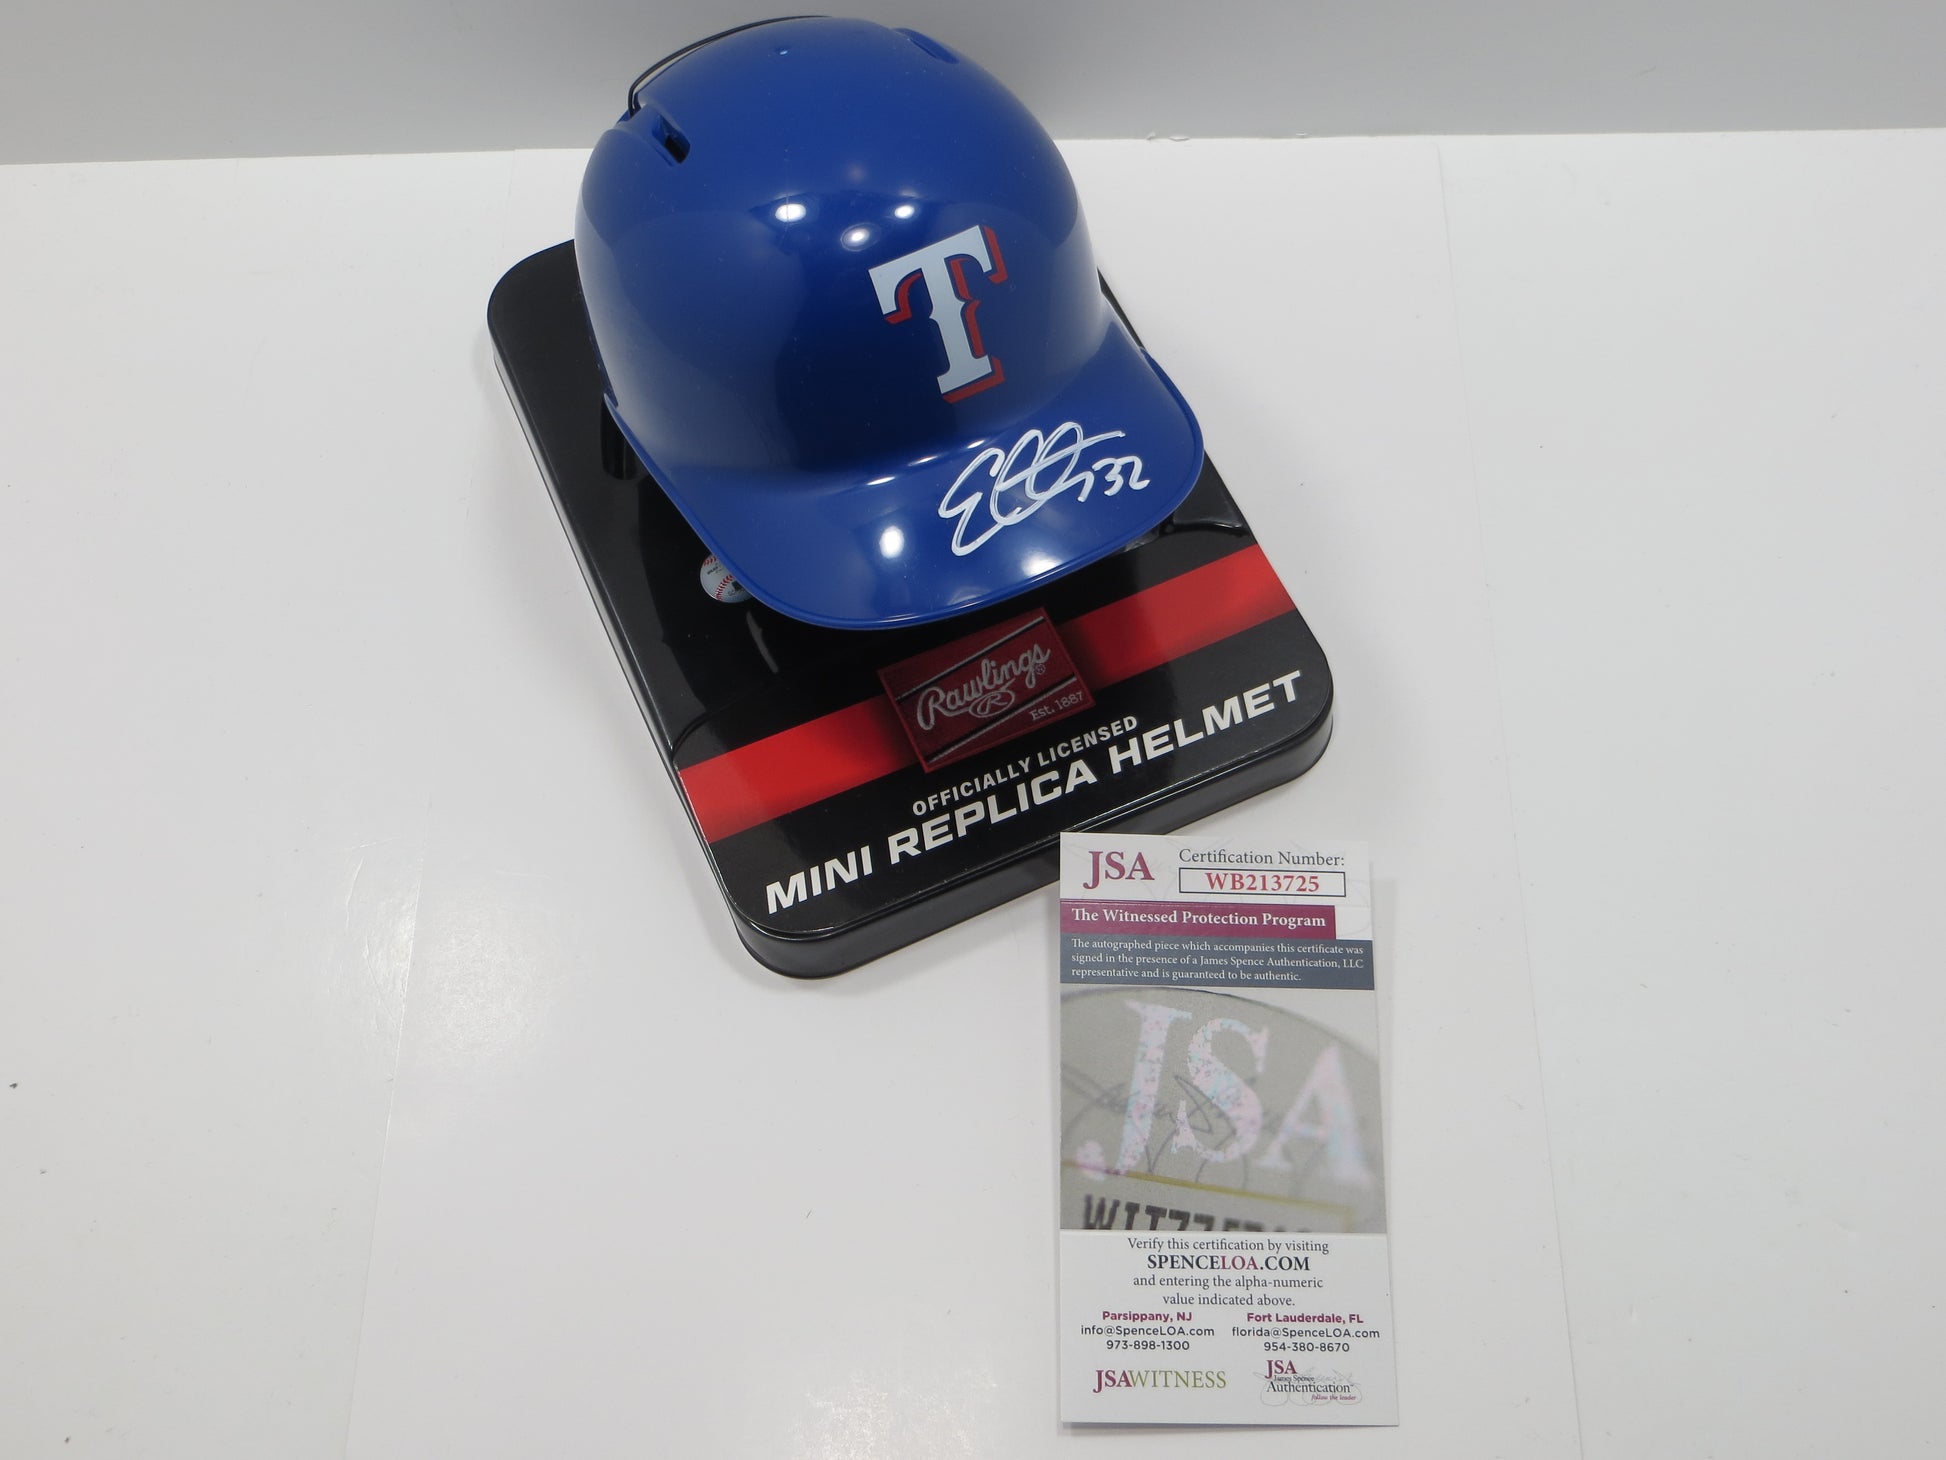 T
32
Rawlings
R
Est. 1887
OFFICIALLY LICENSED
MINI REPLICA HELMET
JSA
Certification Number:
WB213725
The Witnessed Protection Program
The autographed piece which accompanies this certificate was
signed in the presence of a James Spence Authentication, LLC
representative and is guaranteed to be authentic.
JSA
Verify this certification by visiting
SPENCELOA.COM
and entering the alpha-numeric
value indicated above.
Parsippany, NJ
info@SpenceLOA.com
973-898-1300
Fort Lauderdale, FL
florida@SpenceLOA.com
954-380-8670
JSAWITNESS
JSA
James Spence
Authentication
follow the leader